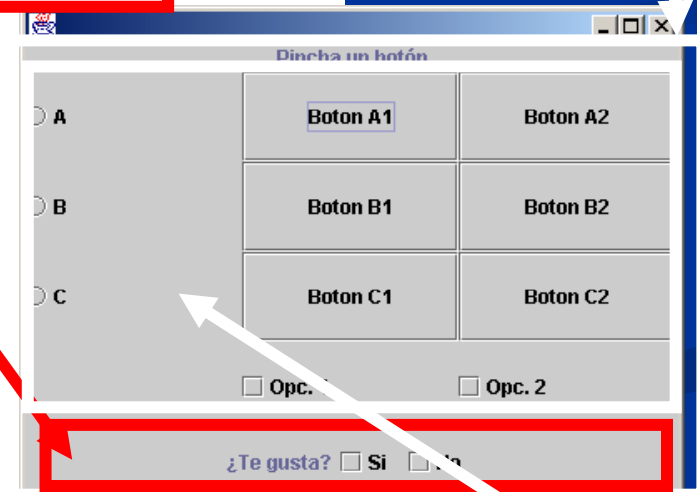 Pincha un botón
A Boton A1 Boton A2
B Boton B1 Boton B2
C Boton C1 Boton C2
Opc. Opc. 2
¿Te gusta? Si